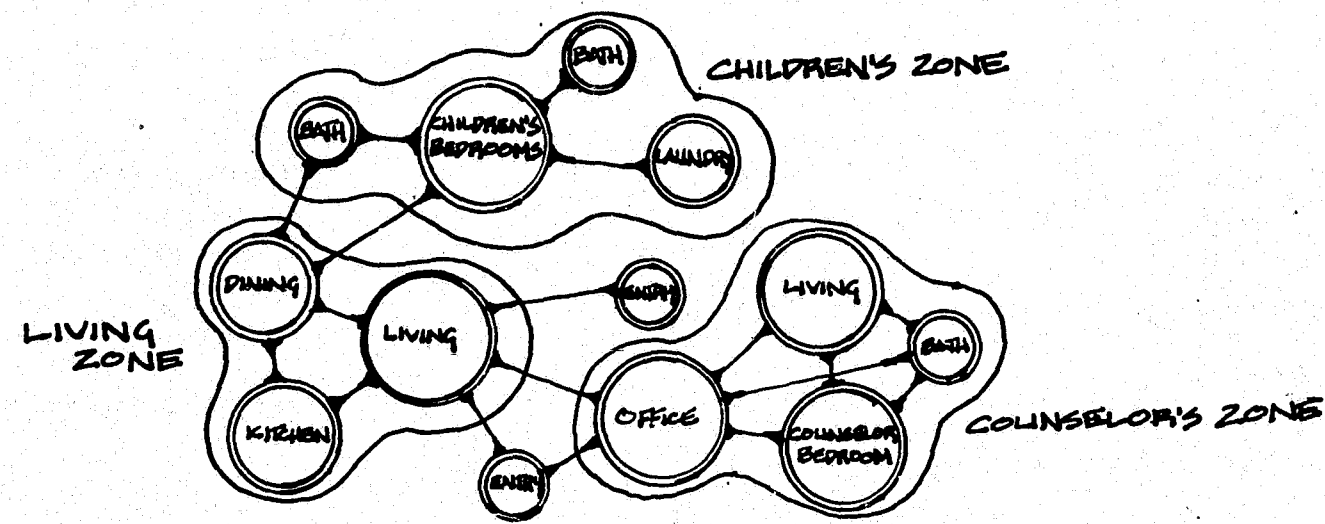 BATH
CHILDREN'S ZONE
BATH
CHILDREN'S
BEDROOMS
LAUNDRY
DINING
LIVING
ENTRY
LIVING
BATH
LIVING
ZONE
KITCHEN
OFFICE
COUNSELOR
BEDROOM
COUNSELOR'S ZONE
ENTRY